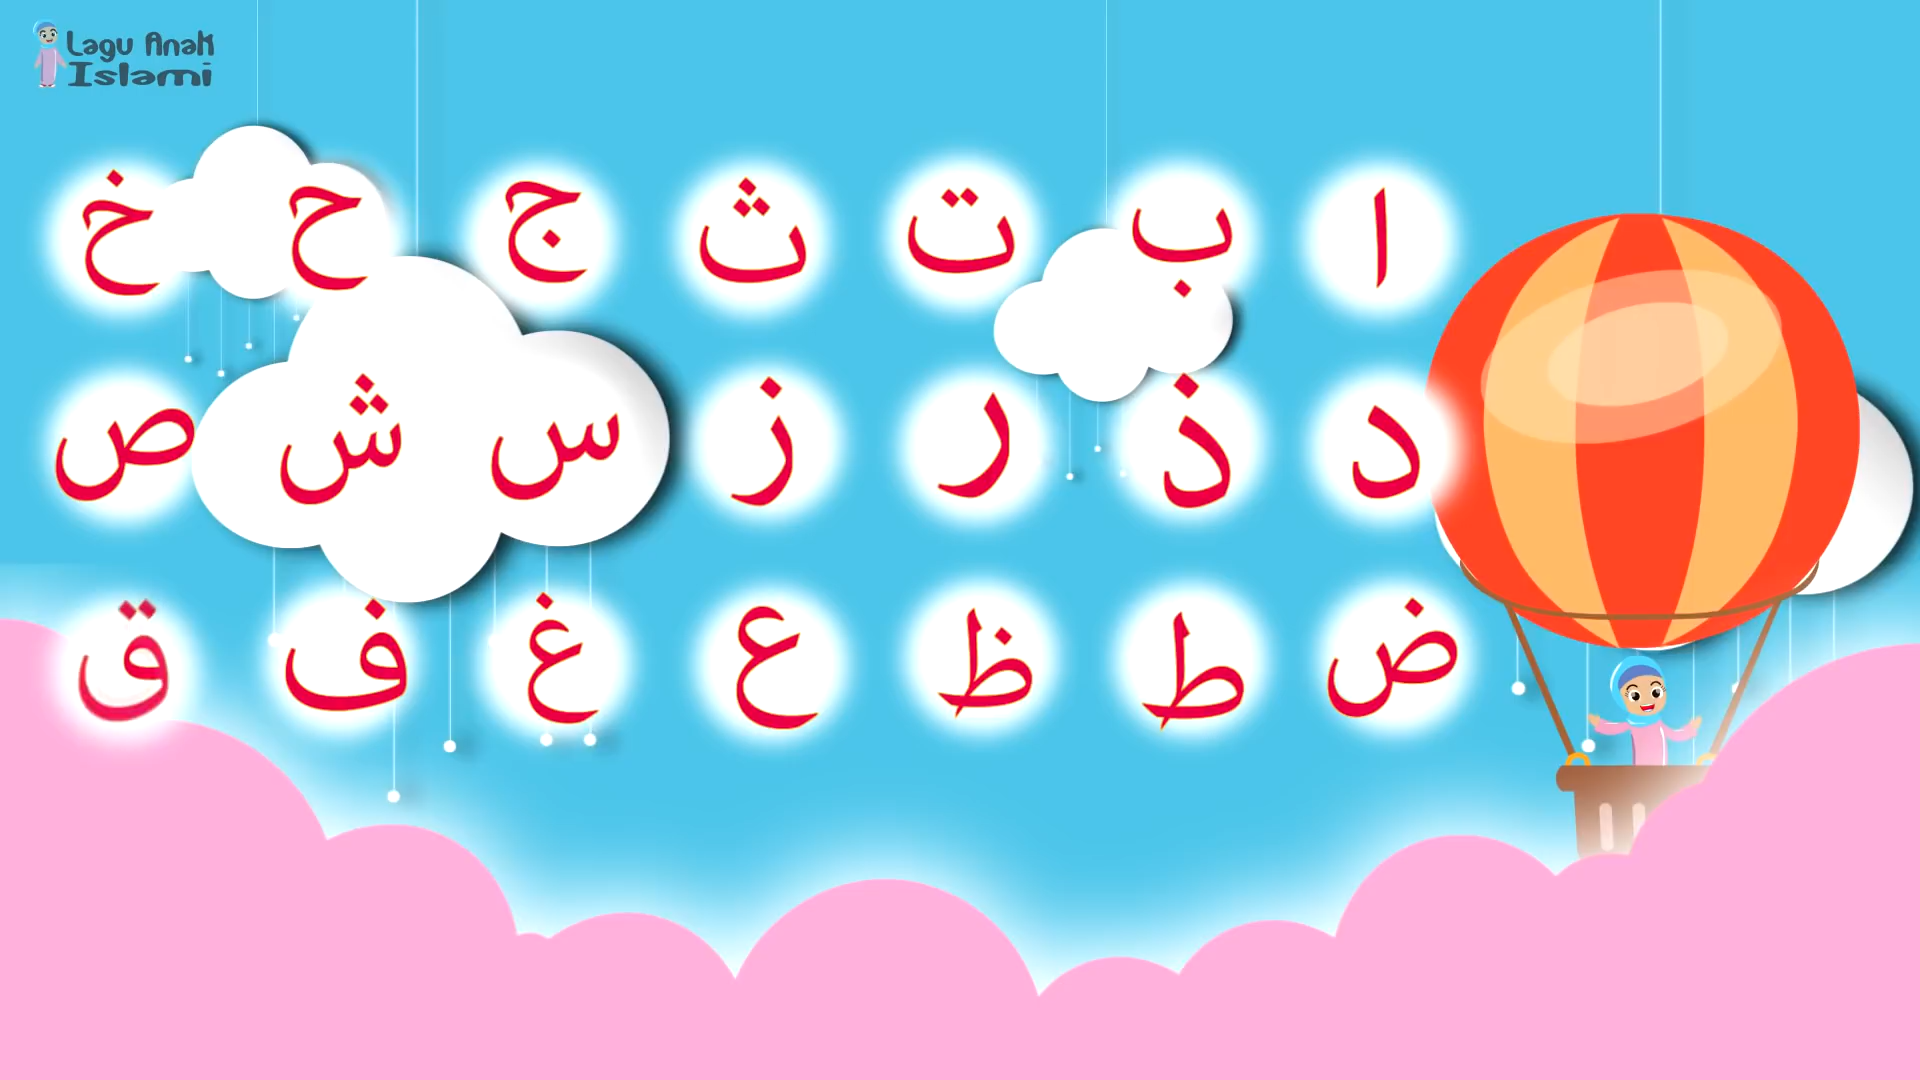 Lagu Anak
Islami
ا ب ت ث ج ح خ
د ذ ر ز س ش ص
ض ط ظ ع غ ف ق